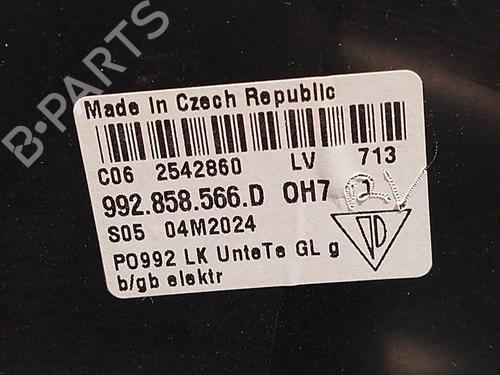 B-PARTS
Made In Czech Republic
C06 2542860 LV 713
992.858.566.D OH7
S05 04M2024
PO992 LK UnteTe GL g
b/gb elektr